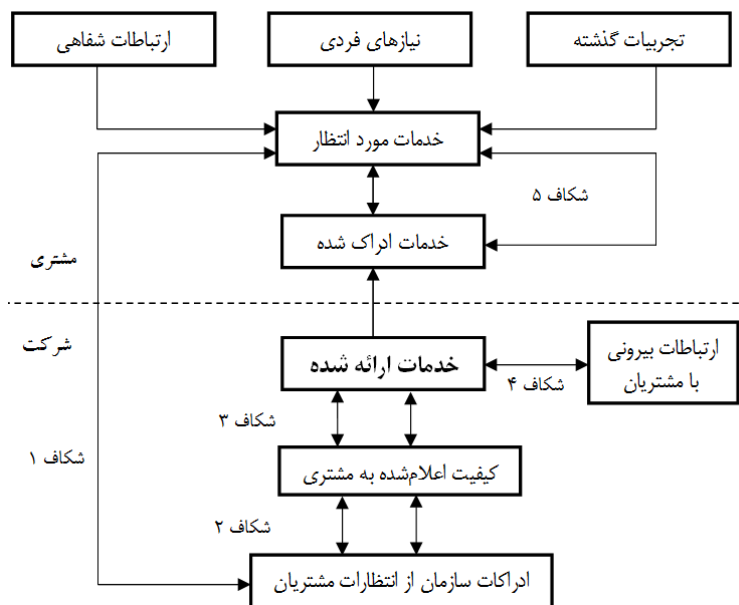 تجربیات گذشته
نیازهای فردی
ارتباطات شفاهی
خدمات مورد انتظار
شکاف ۵
خدمات ادراک شده
مشتری
شرکت
ارتباطات بیرونی
با مشتریان
شکاف ۴
خدمات ارائه شده
شکاف ۳
شکاف ۱
کیفیت اعلام‌شده به مشتری
شکاف ۲
ادراکات سازمان از انتظارات مشتریان